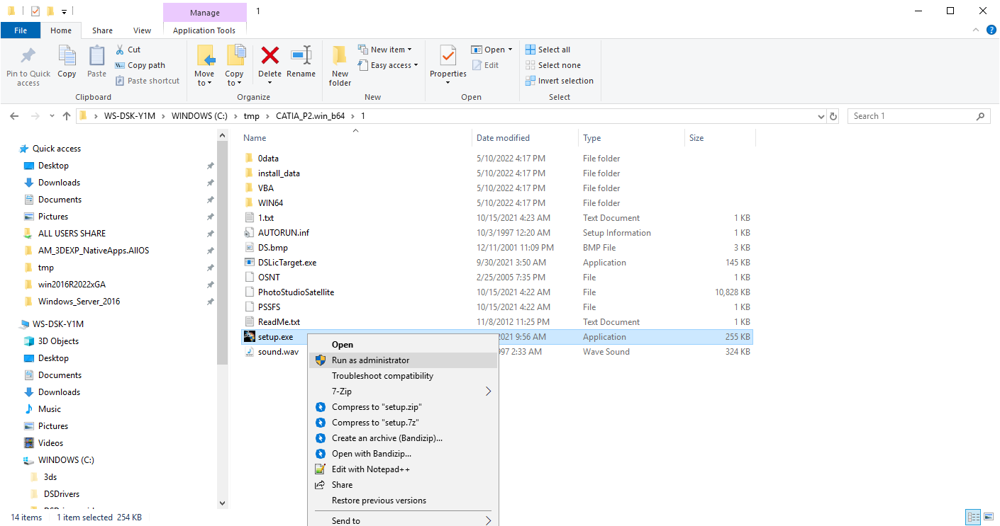 Manage
1
File
Home
Share
View
Application Tools
Pin to Quick access
Copy
Paste
Cut
Copy path
Paste shortcut
Clipboard
Move to
Copy to
Delete
Rename
Organize
New folder
New item
Easy access
New
Properties
Open
Edit
Open
Select all
Select none
Invert selection
Select
WS-DSK-Y1M > WINDOWS (C:) > tmp > CATIA_P2.win_b64 > 1
Search 1
Quick access
Desktop
Downloads
Documents
Pictures
ALL USERS SHARE
AM_3DEXP_NativeApps.AllOS
tmp
win2016R2022xGA
Windows_Server_2016
WS-DSK-Y1M
3D Objects
Desktop
Documents
Downloads
Music
Pictures
Videos
WINDOWS (C:)
3ds
DSDrivers
Name Date modified Type Size
0data 5/10/2022 4:17 PM File folder
install_data 5/10/2022 4:17 PM File folder
VBA 5/10/2022 4:17 PM File folder
WIN64 5/10/2022 4:17 PM File folder
1.txt 10/15/2021 4:23 AM Text Document 1 KB
AUTORUN.inf 10/3/1997 12:20 AM Setup Information 1 KB
DS.bmp 12/11/2001 11:09 PM BMP File 3 KB
DSLicTarget.exe 9/30/2021 3:50 AM Application 145 KB
OSNT 2/25/2005 7:35 PM File 1 KB
PhotoStudioSatellite 10/15/2021 4:22 AM File 10,828 KB
PSSFS 10/15/2021 4:22 AM File 1 KB
ReadMe.txt 11/8/2012 11:25 PM Text Document 1 KB
setup.exe 2021 9:56 AM Application 255 KB
sound.wav 997 2:33 AM Wave Sound 324 KB
Open
Run as administrator
Troubleshoot compatibility
7-Zip
Compress to "setup.zip"
Compress to "setup.7z"
Create an archive (Bandizip)...
Open with Bandizip...
Edit with Notepad++
Share
Restore previous versions
Send to
14 items 1 item selected 254 KB